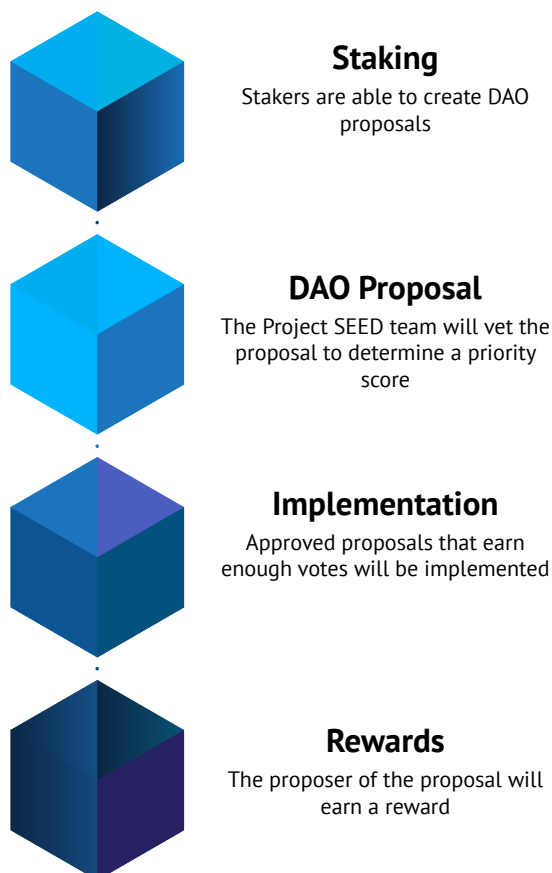 Staking
Stakers are able to create DAO
proposals
DAO Proposal
The Project SEED team will vet the
proposal to determine a priority
score
Implementation
Approved proposals that earn
enough votes will be implemented
Rewards
The proposer of the proposal will
earn a reward